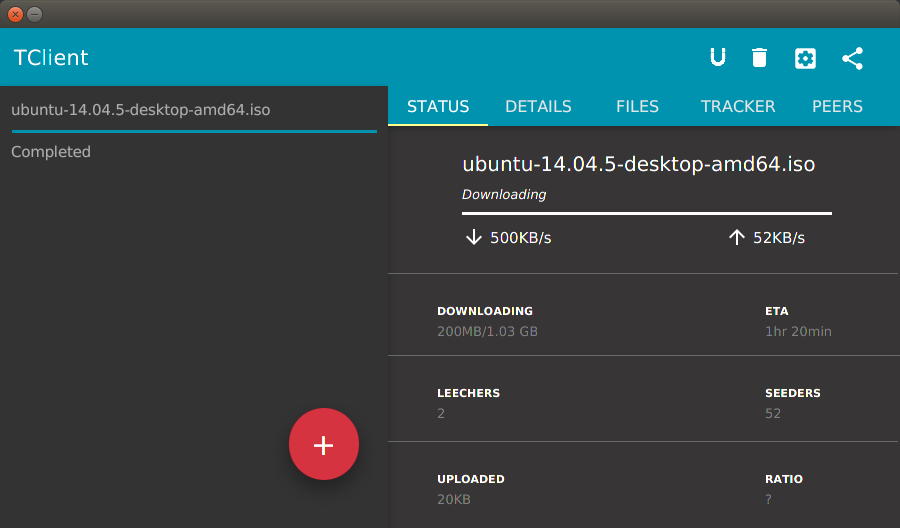 TClient
ubuntu-14.04.5-desktop-amd64.iso
Completed
STATUS DETAILS FILES TRACKER PEERS
ubuntu-14.04.5-desktop-amd64.iso
Downloading
500KB/s 52KB/s
DOWNLOADING ETA
200MB/1.03 GB 1hr 20min
LEECHERS SEEDERS
2 52
UPLOADED RATIO
20KB ?